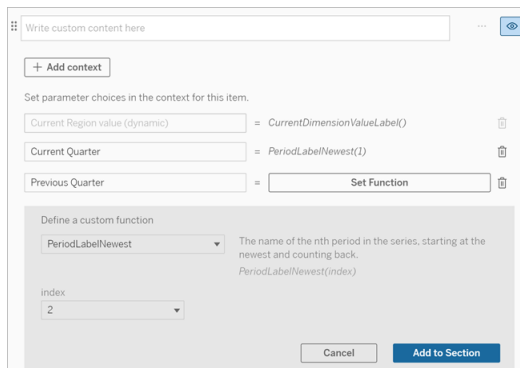 Write custom content here
+ Add context
Set parameter choices in the context for this item.
Current Region value (dynamic) = CurrentDimensionValueLabel()
Current Quarter = PeriodLabelNewest(1)
Previous Quarter = Set Function
Define a custom function
PeriodLabelNewest
The name of the nth period in the series, starting at the
newest and counting back.
PeriodLabelNewest(index)
index
2
Cancel
Add to Section